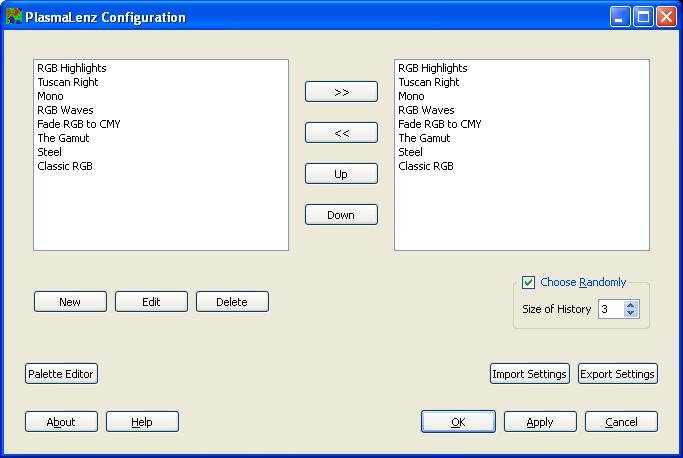 PlasmaLenz Configuration
RGB Highlights
Tuscan Right
Mono
RGB Waves
Fade RGB to CMY
The Gamut
Steel
Classic RGB
>>
<<
Up
Down
RGB Highlights
Tuscan Right
Mono
RGB Waves
Fade RGB to CMY
The Gamut
Steel
Classic RGB
New Edit Delete
Choose Randomly
Size of History 3
Palette Editor Import Settings Export Settings
About Help OK Apply Cancel